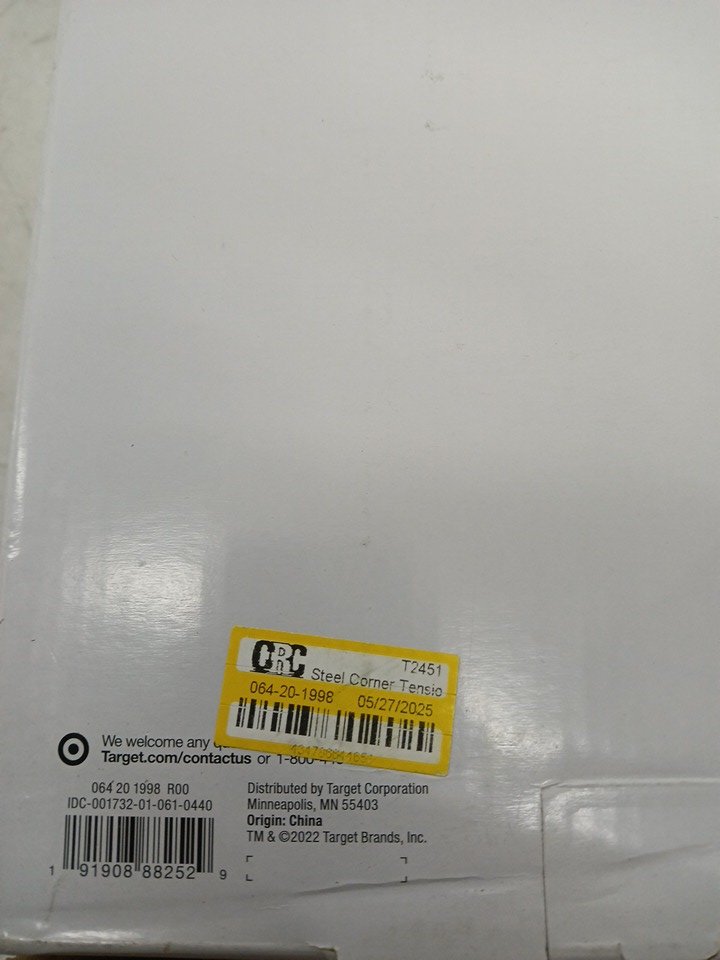 CRC
T2451
Steel Corner Tensio
064-20-1998 05/27/2025
We welcome any
Target.com/contactus or 1-800-
064 20 1998 R00
IDC-001732-01-061-0440
1 91908 88252 9
Distributed by Target Corporation
Minneapolis, MN 55403
Origin: China
TM & ©2022 Target Brands, Inc.